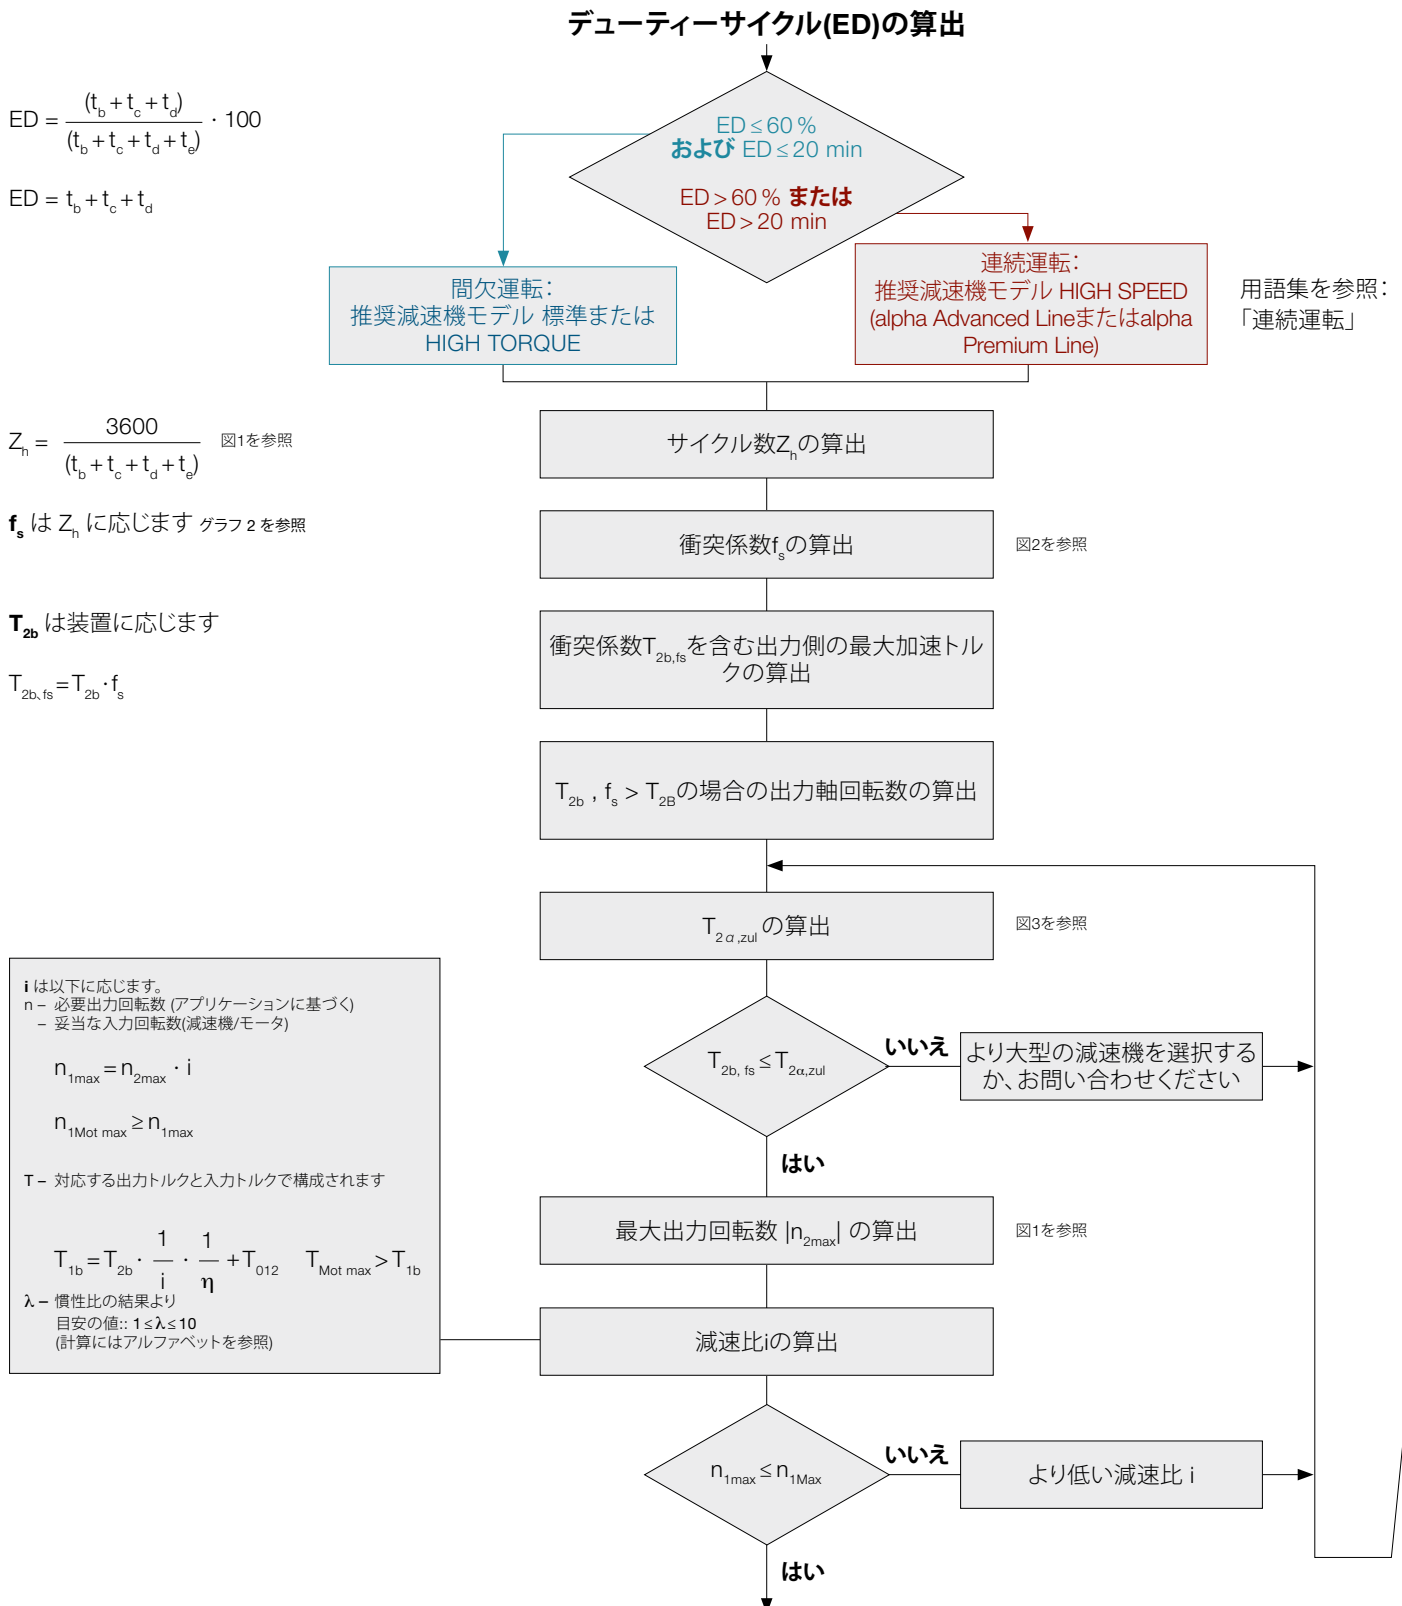 デューティーサイクル(ED)の算出
ED = (t_b + t_c + t_d) / (t_b + t_c + t_d + t_e) · 100
ED = t_b + t_c + t_d
ED ≤ 60 %
および ED ≤ 20 min
ED > 60 % または
ED > 20 min
間欠運転：
推奨減速機モデル 標準または
HIGH TORQUE
連続運転：
推奨減速機モデル HIGH SPEED
(alpha Advanced Lineまたはalpha
Premium Line)
用語集を参照：
「連続運転」
Z_h = 3600 / (t_b + t_c + t_d + t_e) 図1を参照
サイクル数Z_hの算出
f_s は Z_h に応じます グラフ 2 を参照
衝突係数f_sの算出
図2を参照
T_2b は装置に応じます
T_2b、fs = T_2b · f_s
衝突係数T_2b,fsを含む出力側の最大加速トル
クの算出
T_2b , f_s > T_2Bの場合の出力軸回転数の算出
T_2α,zul の算出
図3を参照
T_2b, fs ≤ T_2α,zul
いいえ
より大型の減速機を選択する
か、お問い合わせください
はい
最大出力回転数 |n_2max| の算出
図1を参照
減速比iの算出
i は以下に応じます。
n – 必要出力回転数 (アプリケーションに基づく)
– 妥当な入力回転数(減速機/モータ)
n_1max = n_2max · i
n_1Mot max ≥ n_1max
T – 対応する出力トルクと入力トルクで構成されます
T_1b = T_2b · 1/i · 1/η + T_012 T_Mot max > T_1b
λ – 慣性比の結果より
目安の値:: 1 ≤ λ ≤ 10
(計算にはアルファベットを参照)
n_1max ≤ n_1Max
いいえ
より低い減速比 i
はい